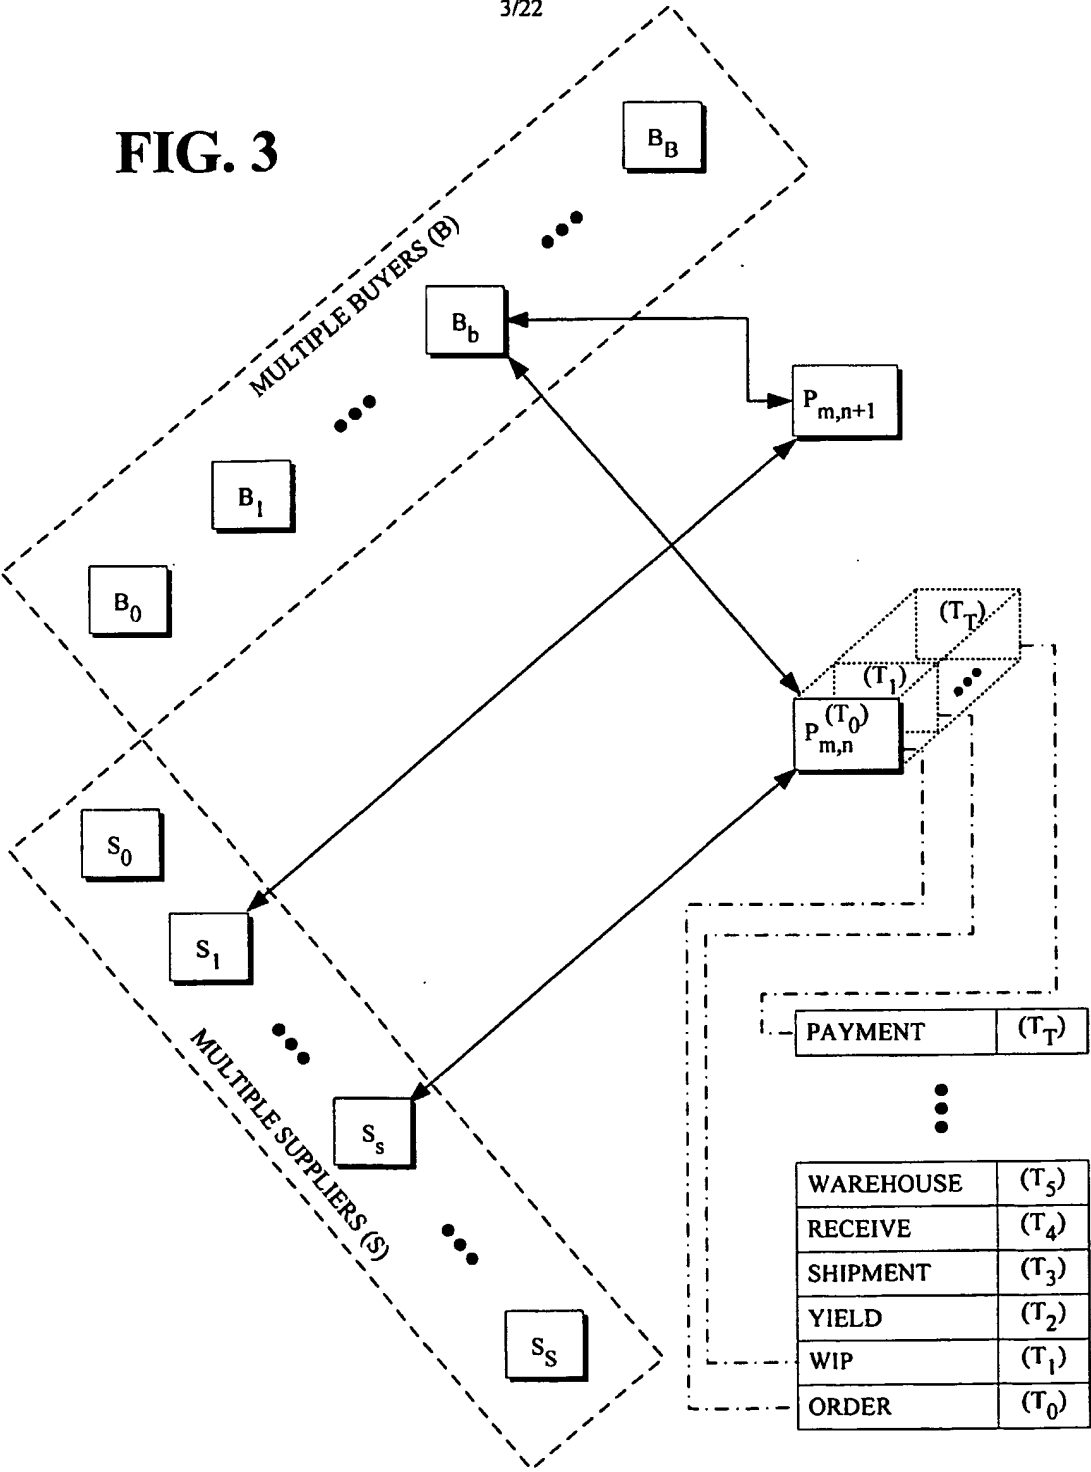 3/22
FIG. 3
B_B
MULTIPLE BUYERS (B)
B_b
P_m,n+1
B_1
B_0
(T_T)
(T_1)
(T_0)
P_m,n
S_0
S_1
MULTIPLE SUPPLIERS (S)
S_s
S_S
PAYMENT (T_T)
WAREHOUSE (T_5)
RECEIVE (T_4)
SHIPMENT (T_3)
YIELD (T_2)
WIP (T_1)
ORDER (T_0)